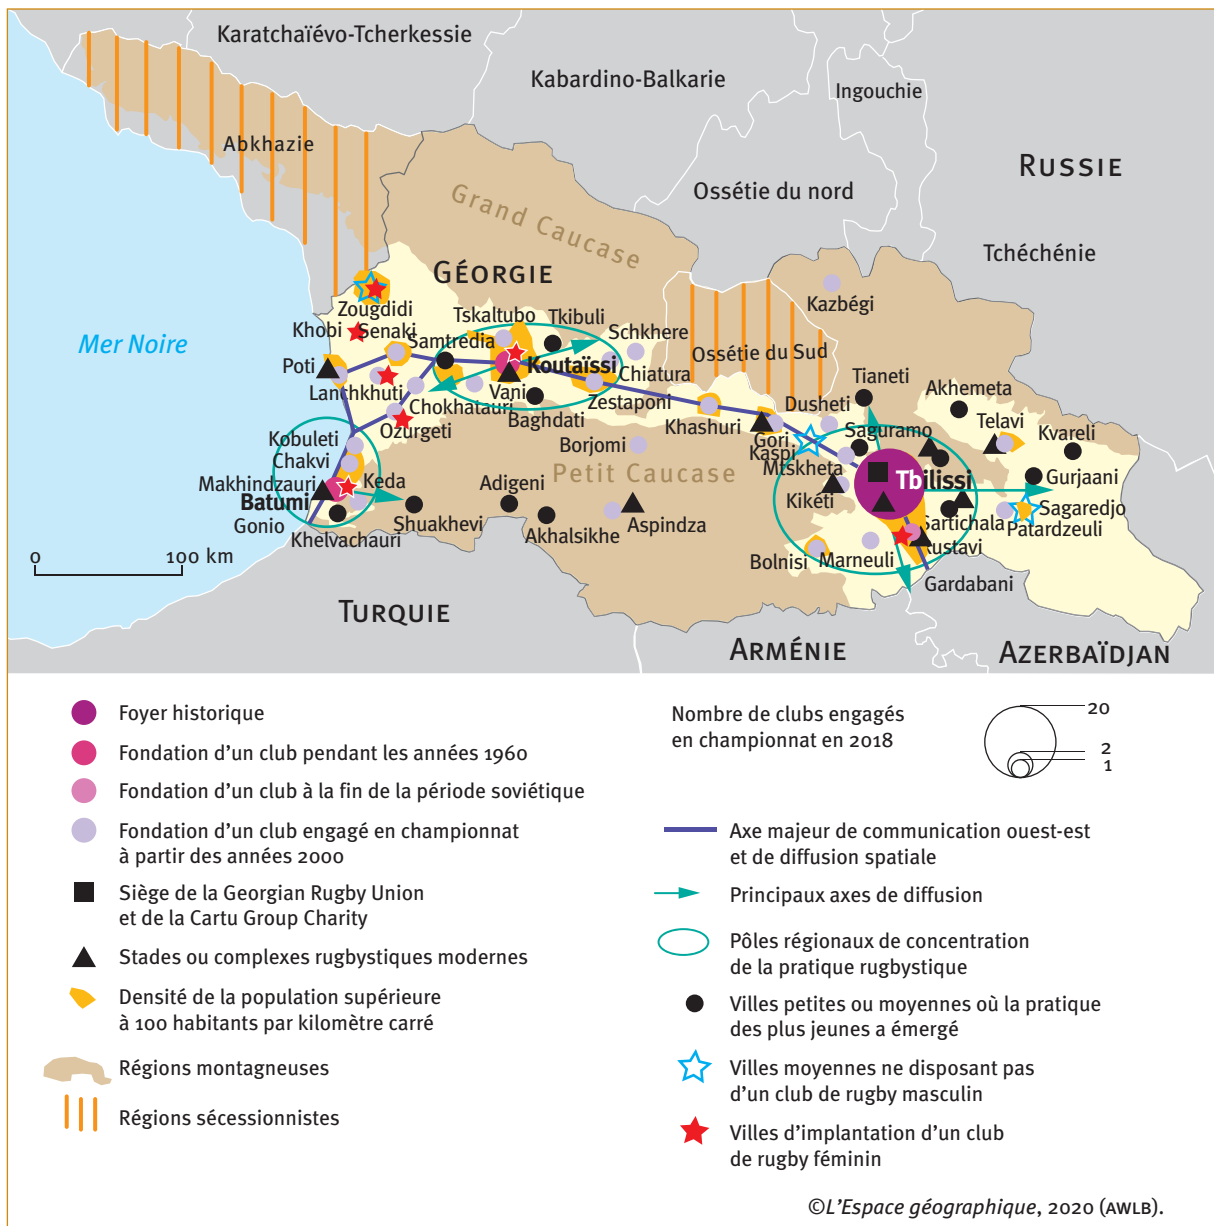 Karatchaïévo-Tcherkessie
Kabardino-Balkarie
Ingouchie
Abkhazie
RUSSIE
Ossétie du nord
Grand Caucase
Tchéchénie
GÉORGIE
Kazbégi
Zougdidi
Tskaltubo
Tkibuli
Khobi
Senaki
Samtredia
Schkhere
Mer Noire
Ossétie du Sud
Poti
Koutaïssi
Chiatura
Tianeti
Lanchkhuti
Vani
Zestaponi
Akhemeta
Chokhatauri
Baghdati
Dusheti
Telavi
Ozurgeti
Khashuri
Gori
Saguramo
Kvareli
Kobuleti
Borjomi
Kaspi
Chakvi
Petit Caucase
Mtskheta
Makhindzauri
Keda
Adigeni
Tbilissi
Gurjaani
Batumi
Kikéti
Sagaredjo
Gonio
Shuakhevi
Aspindza
Sartichala
Patardzeuli
Khelvachauri
Akhalsikhe
Rustavi
0
100 km
Bolnisi
Marneuli
Gardabani
TURQUIE
ARMÉNIE
AZERBAÏDJAN
Foyer historique
Fondation d'un club pendant les années 1960
Fondation d'un club à la fin de la période soviétique
Fondation d'un club engagé en championnat
à partir des années 2000
Siège de la Georgian Rugby Union
et de la Cartu Group Charity
Stades ou complexes rugbystiques modernes
Densité de la population supérieure
à 100 habitants par kilomètre carré
Régions montagneuses
Régions sécessionnistes
Nombre de clubs engagés
en championnat en 2018
20
2
1
Axe majeur de communication ouest-est
et de diffusion spatiale
Principaux axes de diffusion
Pôles régionaux de concentration
de la pratique rugbystique
Villes petites ou moyennes où la pratique
des plus jeunes a émergé
Villes moyennes ne disposant pas
d'un club de rugby masculin
Villes d'implantation d'un club
de rugby féminin
©L'Espace géographique, 2020 (AWLB).